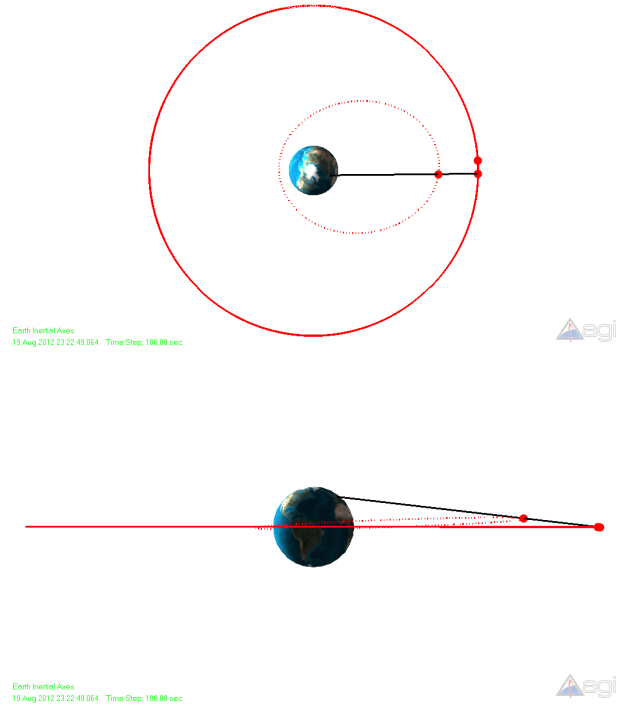 Earth Inertial Axes
19 Aug 2012 23:22:49.064 Time Step: 180.00 sec
agi
Earth Inertial Axes
19 Aug 2012 23:22:49.064 Time Step: 180.00 sec
agi